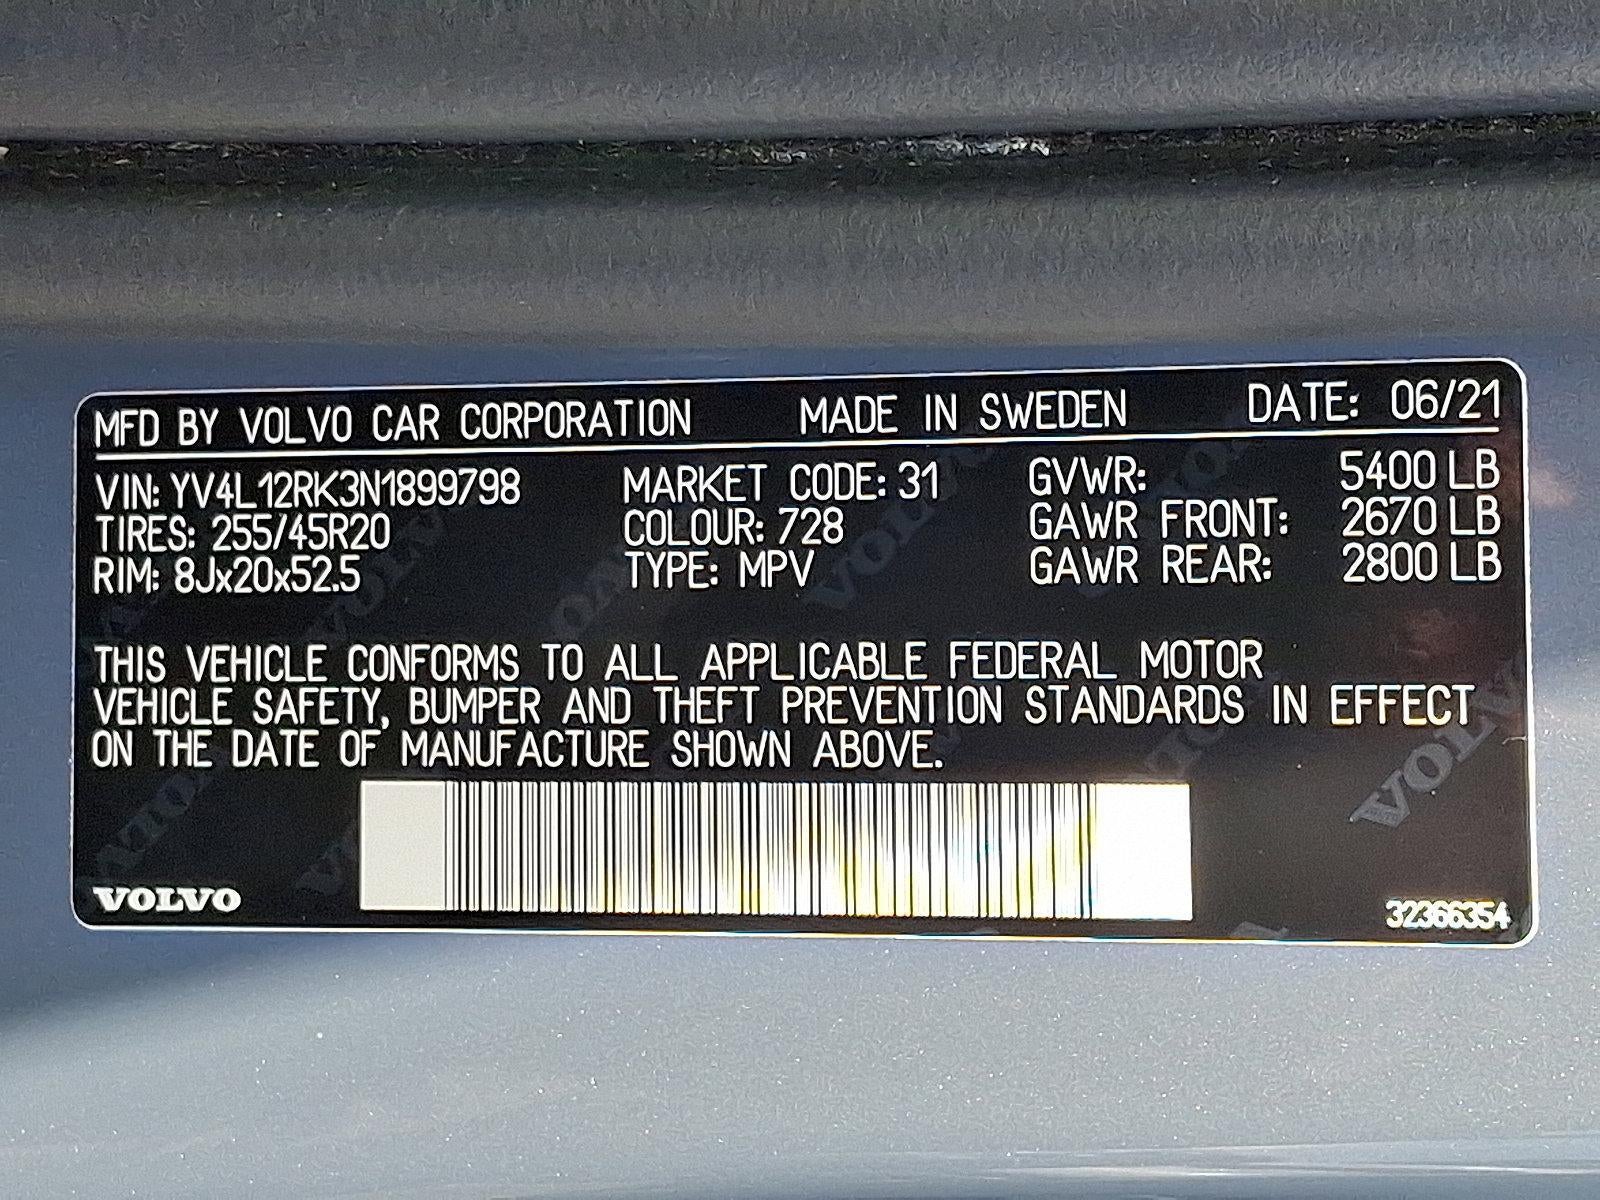 MFD BY VOLVO CAR CORPORATION MADE IN SWEDEN DATE: 06/21
VIN: YV4L12RK3N1899798 MARKET CODE: 31 GVWR: 5400 LB
TIRES: 255/45R20 COLOUR: 728 GAWR FRONT: 2670 LB
RIM: 8Jx20x52.5 TYPE: MPV GAWR REAR: 2800 LB
THIS VEHICLE CONFORMS TO ALL APPLICABLE FEDERAL MOTOR
VEHICLE SAFETY, BUMPER AND THEFT PREVENTION STANDARDS IN EFFECT
ON THE DATE OF MANUFACTURE SHOWN ABOVE.
VOLVO
VOLVO 32366354